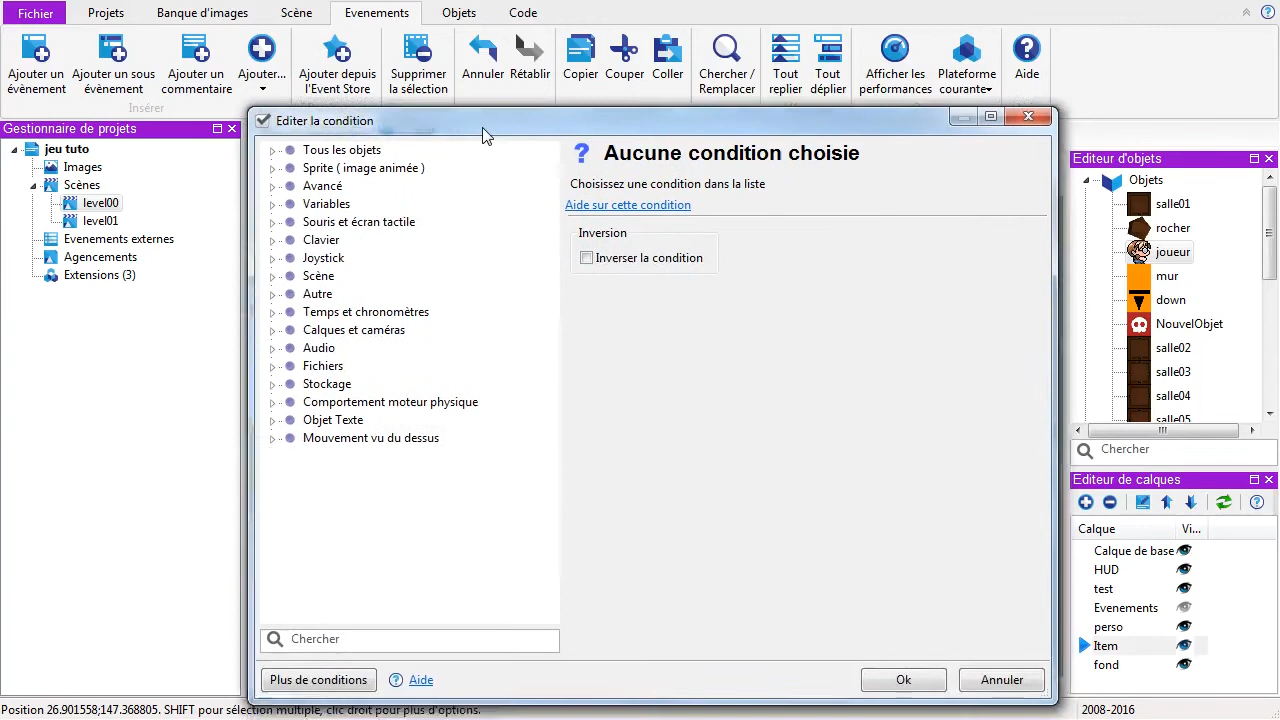 Fichier Projets Banque d'images Scène Evenements Objets Code
Ajouter un évènement
Ajouter un sous évènement
Ajouter un commentaire
Ajouter...
Ajouter depuis l'Event Store
Supprimer la sélection
Annuler
Rétablir
Copier
Couper
Coller
Chercher / Remplacer
Tout replier
Tout déplier
Afficher les performances
Plateforme courante
Aide
Insérer
Gestionnaire de projets
jeu tuto
Images
Scènes
level00
level01
Evenements externes
Agencements
Extensions (3)
Editer la condition
Tous les objets
Sprite ( image animée )
Avancé
Variables
Souris et écran tactile
Clavier
Joystick
Scène
Autre
Temps et chronomètres
Calques et caméras
Audio
Fichiers
Stockage
Comportement moteur physique
Objet Texte
Mouvement vu du dessus
Chercher
Plus de conditions
Aide
? Aucune condition choisie
Choisissez une condition dans la liste
Aide sur cette condition
Inversion
Inverser la condition
Ok
Annuler
Editeur d'objets
Objets
salle01
rocher
joueur
mur
down
NouvelObjet
salle02
salle03
salle04
salle05
Chercher
Editeur de calques
Calque Vi...
Calque de base
HUD
test
Evenements
perso
Item
fond
Position 26.901558;147.368805. SHIFT pour sélection multiple, clic droit pour plus d'options.
2008-2016